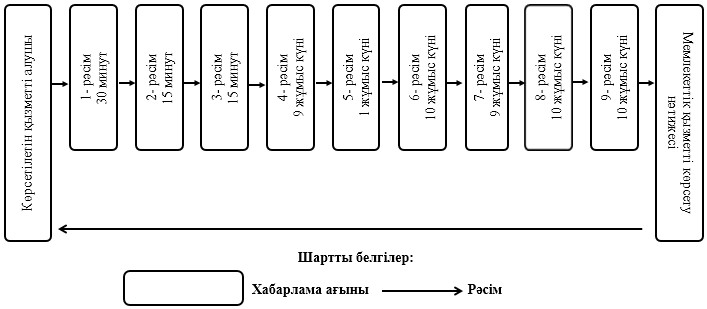 Көрсетілетін қызметті алушы
1- рәсім
30 минут
2- рәсім
15 минут
3- рәсім
15 минут
4- рәсім
9 жұмыс күні
5- рәсім
1 жұмыс күні
6- рәсім
10 жұмыс күні
7- рәсім
9 жұмыс күні
8- рәсім
10 жұмыс күні
9- рәсім
10 жұмыс күні
Мемлекеттік қызметті көрсету
нәтижесі
Шартты белгілер:
Хабарлама ағыны
Рәсім